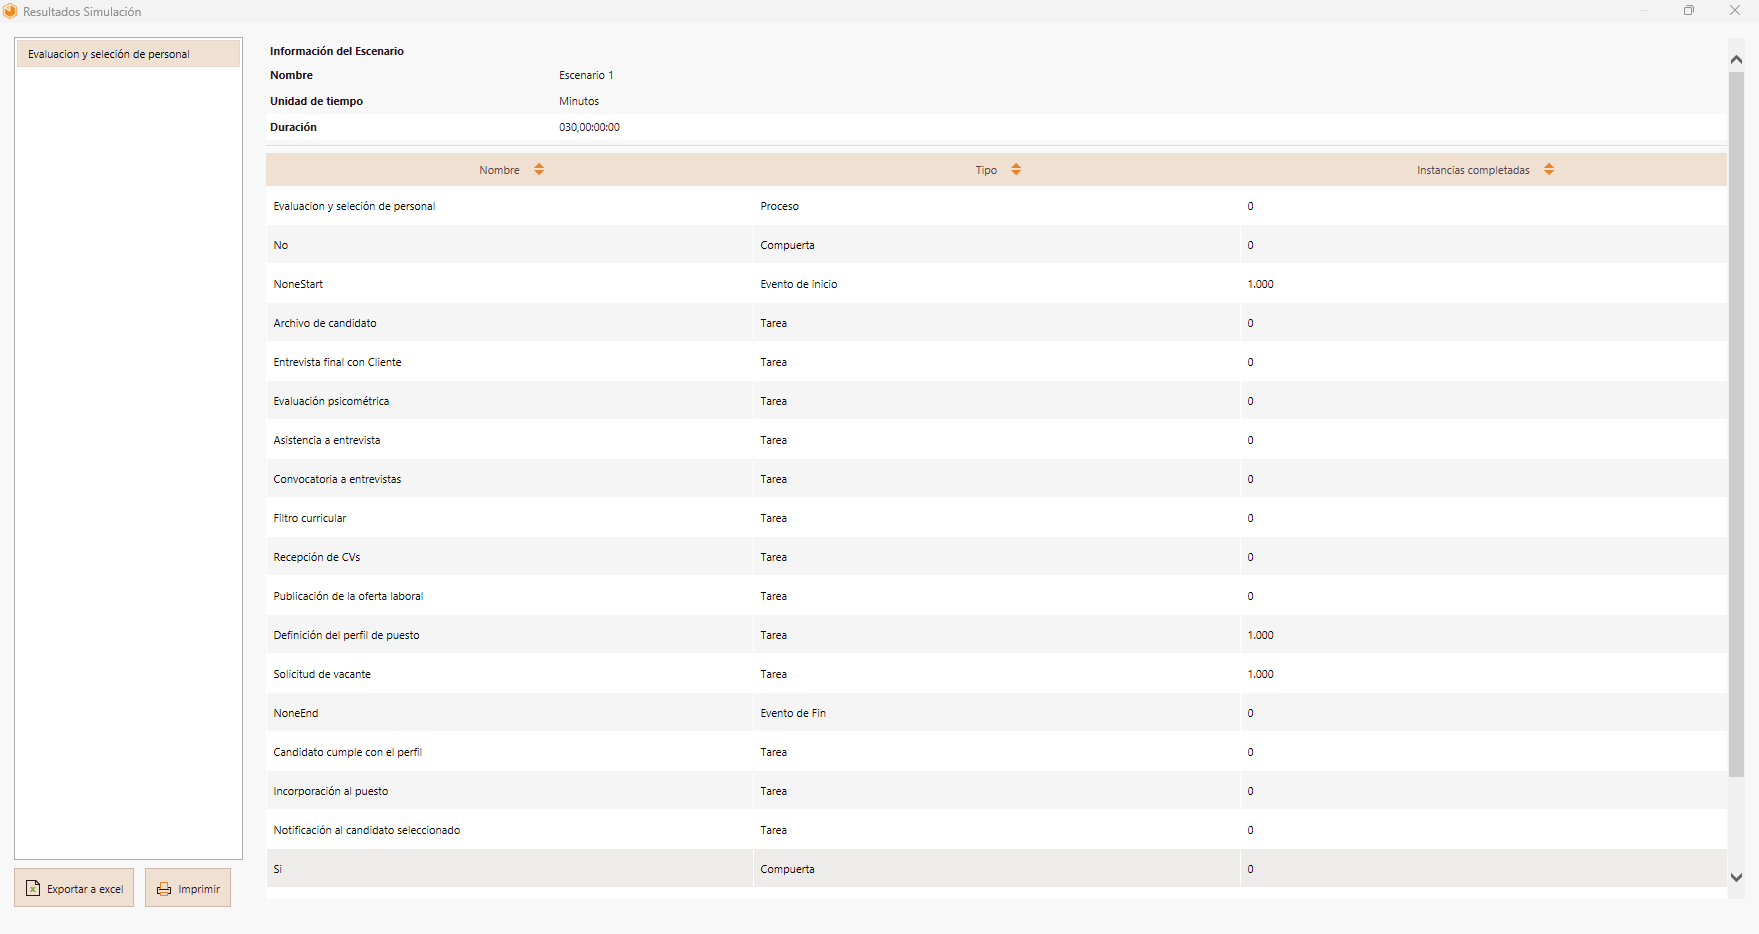 Resultados Simulación
Evaluacion y seleción de personal
Información del Escenario
Nombre Escenario 1
Unidad de tiempo Minutos
Duración 030,00:00:00
Nombre Tipo Instancias completadas
Evaluacion y seleción de personal Proceso 0
No Compuerta 0
NoneStart Evento de inicio 1.000
Archivo de candidato Tarea 0
Entrevista final con Cliente Tarea 0
Evaluación psicométrica Tarea 0
Asistencia a entrevista Tarea 0
Convocatoria a entrevistas Tarea 0
Filtro curricular Tarea 0
Recepción de CVs Tarea 0
Publicación de la oferta laboral Tarea 0
Definición del perfil de puesto Tarea 1.000
Solicitud de vacante Tarea 1.000
NoneEnd Evento de Fin 0
Candidato cumple con el perfil Tarea 0
Incorporación al puesto Tarea 0
Notificación al candidato seleccionado Tarea 0
Si Compuerta 0
Exportar a excel Imprimir